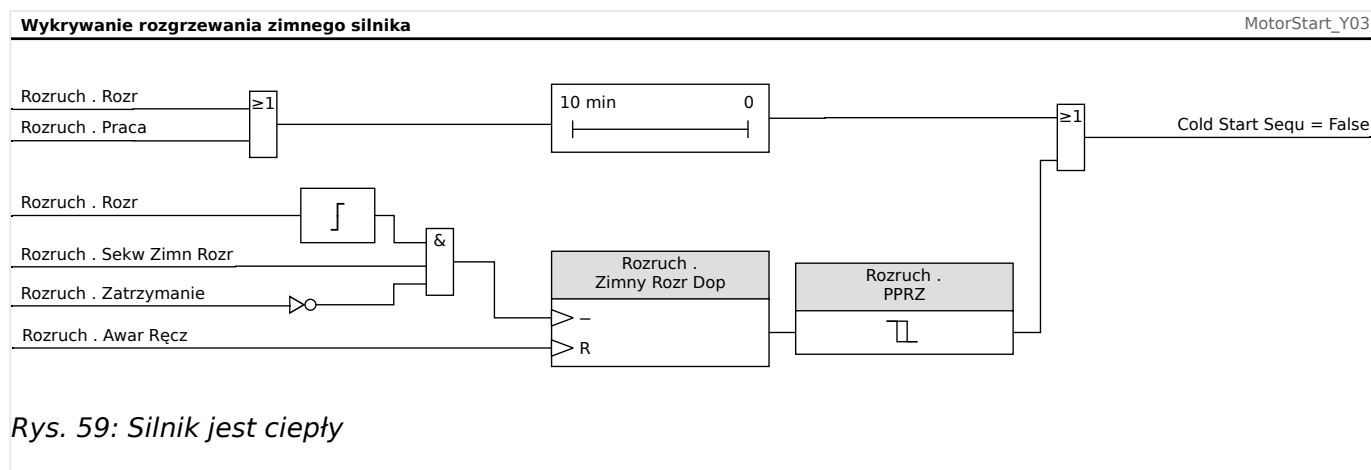 Wykrywanie rozgrzewania zimnego silnika
MotorStart_Y03
Rozruch . Rozr
Rozruch . Praca
≥1
10 min 0
≥1
Cold Start Sequ = False
Rozruch . Rozr
Rozruch . Sekw Zimn Rozr
Rozruch . Zatrzymanie
Rozruch . Awar Ręcz
&
Rozruch .
Zimny Rozr Dop
−
R
Rozruch .
PPRZ
Rys. 59: Silnik jest ciepły